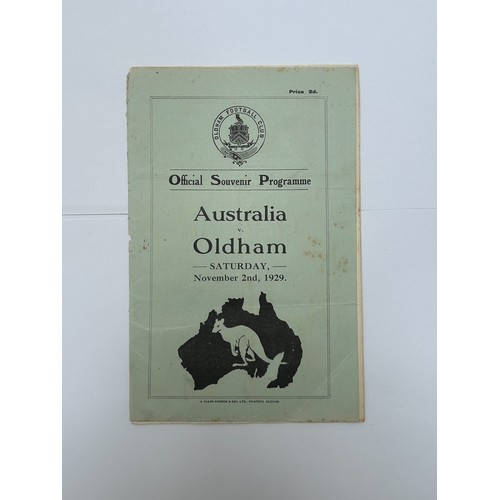 Price 2d.
OLDHAM FOOTBALL CLUB
Official Souvenir Programme
Australia
v.
Oldham
SATURDAY,
November 2nd, 1929.